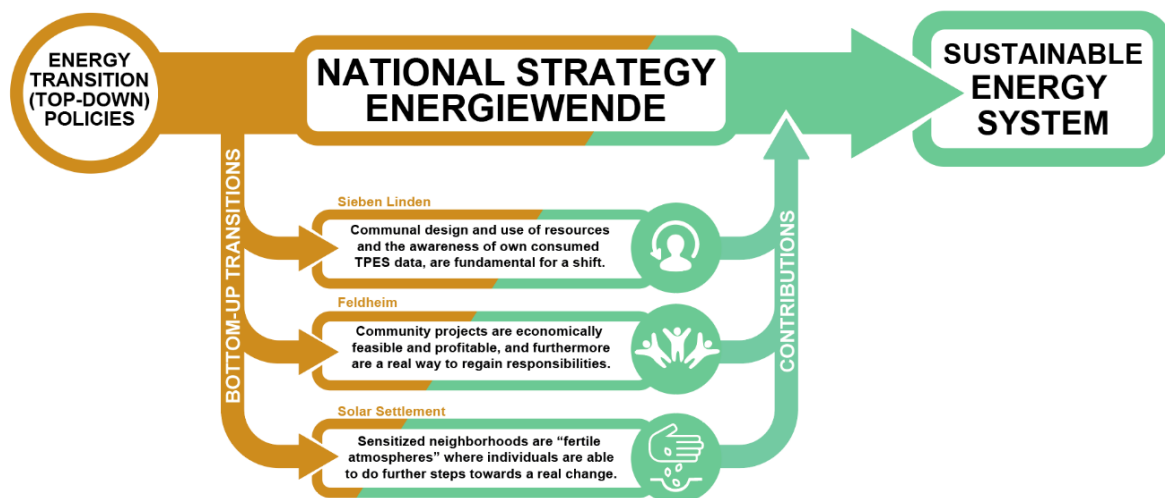 ENERGY
TRANSITION
(TOP-DOWN)
POLICIES
NATIONAL STRATEGY
ENERGIEWENDE
SUSTAINABLE
ENERGY
SYSTEM
BOTTOM-UP TRANSITIONS
Sieben Linden
Communal design and use of resources
and the awareness of own consumed
TPES data, are fundamental for a shift.
Feldheim
Community projects are economically
feasible and profitable, and furthermore
are a real way to regain responsibilities.
Solar Settlement
Sensitized neighborhoods are “fertile
atmospheres” where individuals are able
to do further steps towards a real change.
CONTRIBUTIONS